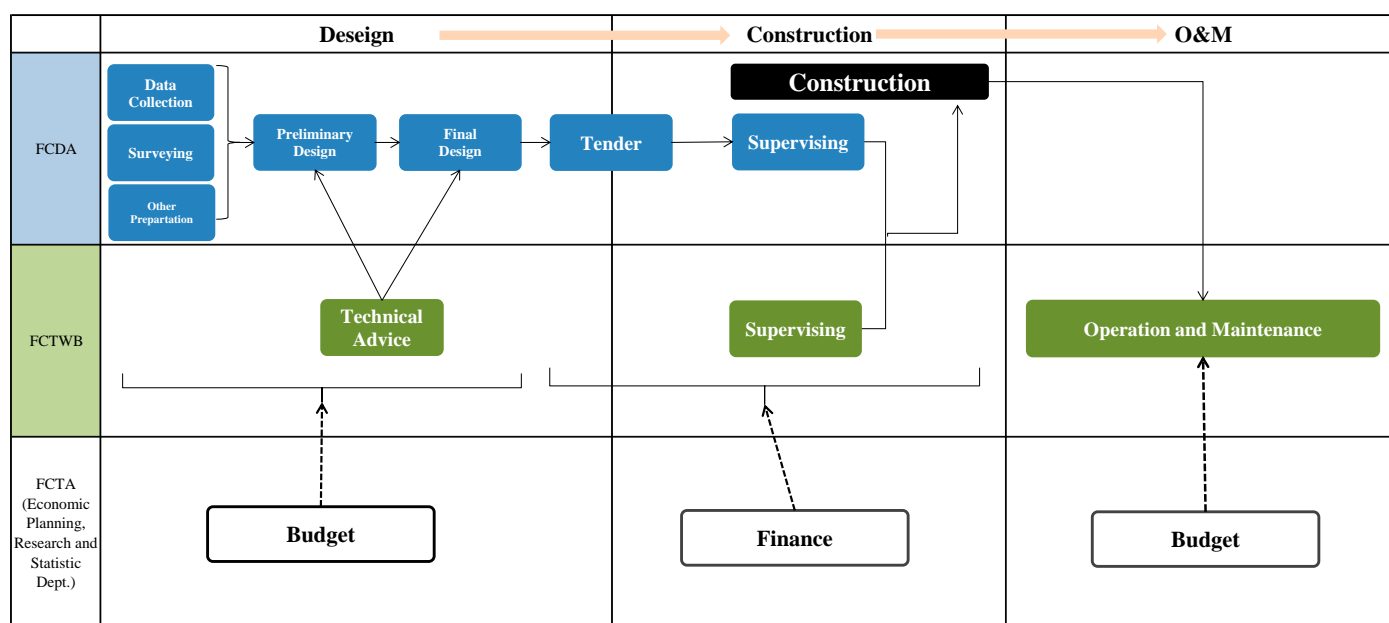 Deseign
Construction
O&M
FCDA
Data
Collection
Surveying
Other
Prepartation
Preliminary
Design
Final
Design
Tender
Supervising
Construction
FCTWB
Technical
Advice
Supervising
Operation and Maintenance
FCTA
(Economic
Planning,
Research and
Statistic
Dept.)
Budget
Finance
Budget